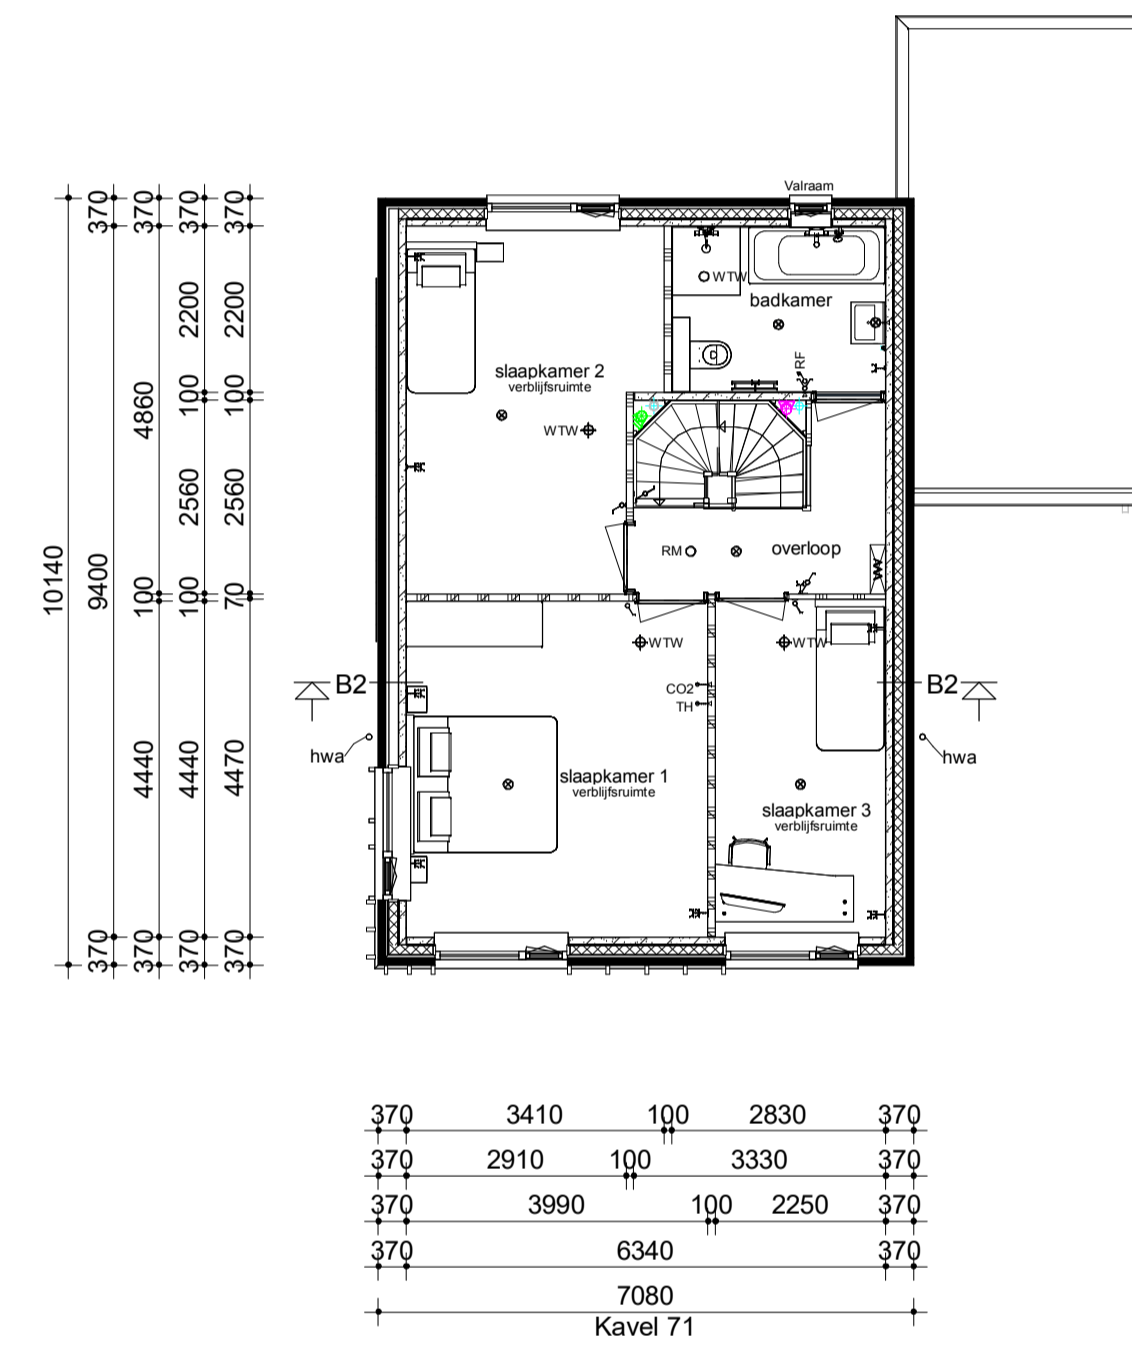 Valraam
370
370
370
370
2200
2200
4860
100
100
2560
2560
10140
9400
100
100
70
4440
4440
4470
370
370
370
370
WTW
badkamer
RF
slaapkamer 2
verblijfsruimte
WTW
RM
overloop
WTW
WTW
CO2
TH
B2
B2
hwa
hwa
slaapkamer 1
verblijfsruimte
slaapkamer 3
verblijfsruimte
370 3410 100 2830 370
370 2910 100 3330 370
370 3990 100 2250 370
370 6340 370
7080
Kavel 71